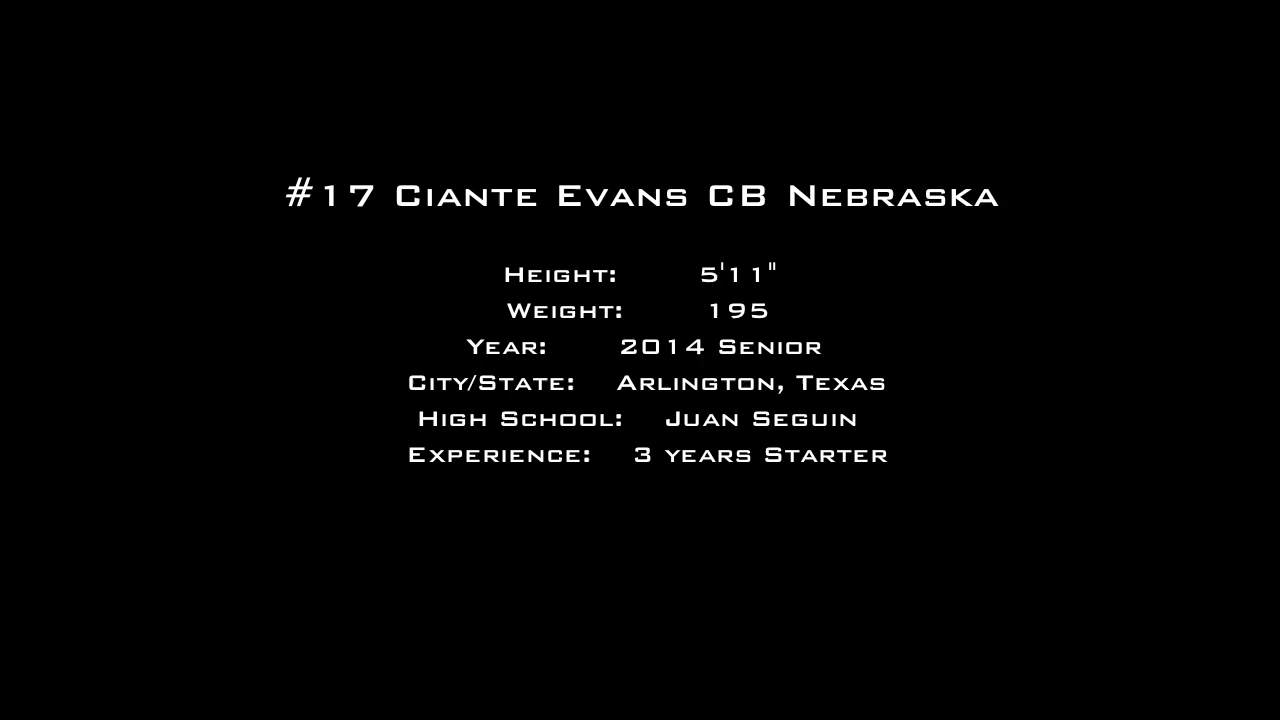 #17 Ciante Evans CB Nebraska
Height: 5'11"
Weight: 195
Year: 2014 Senior
City/State: Arlington, Texas
High School: Juan Seguin
Experience: 3 years Starter